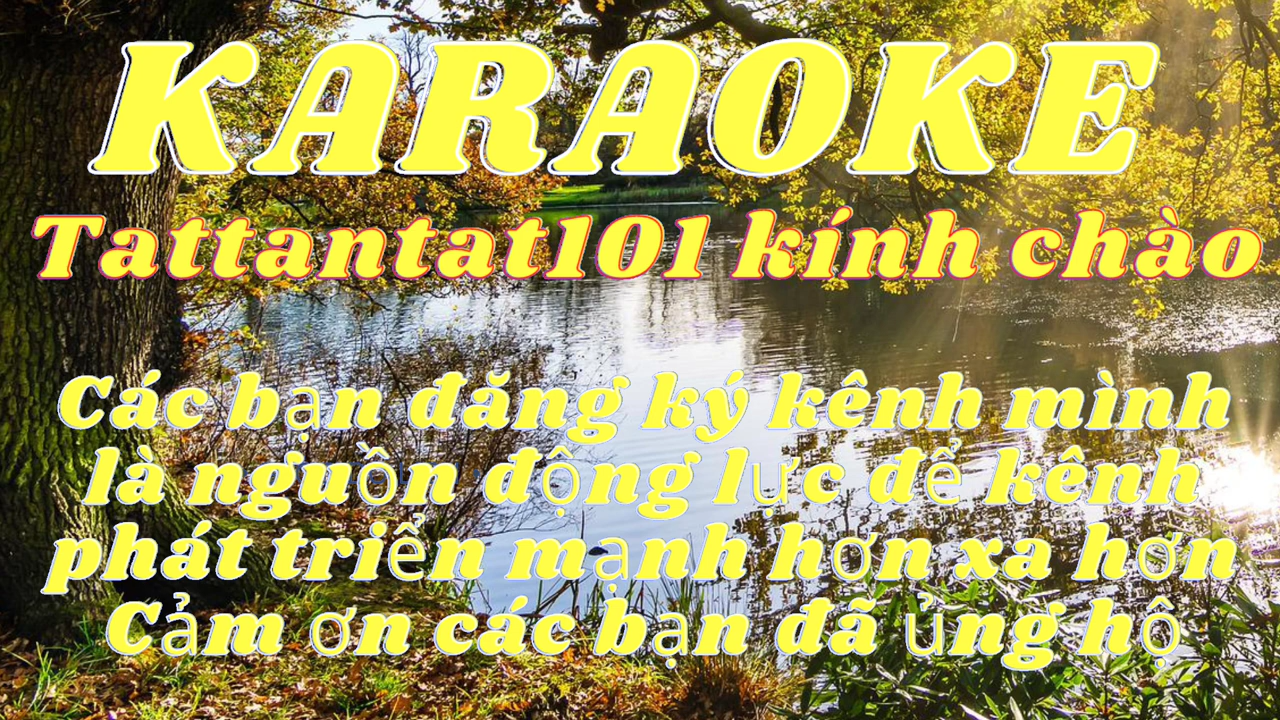 KARAOKE
Tattantat101 kính chào
Các bạn đăng ký kênh mình
là nguồn động lực để kênh
phát triển mạnh hơn xa hơn
Cảm ơn các bạn đã ủng hộ